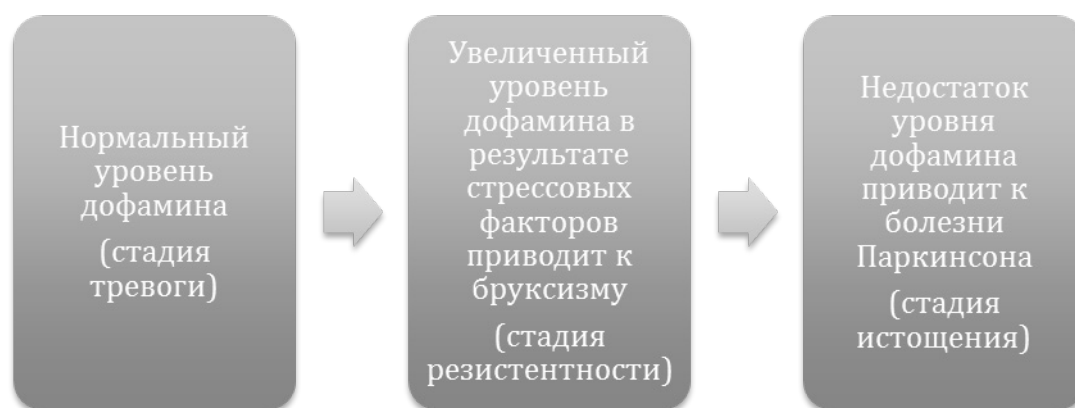 Нормальный
уровень
дофамина
(стадия
тревоги)
Увеличенный
уровень
дофамина в
результате
стрессовых
факторов
приводит к
бруксизму
(стадия
резистентности)
Недостаток
уровня
дофамина
приводит к
болезни
Паркинсона
(стадия
истощения)